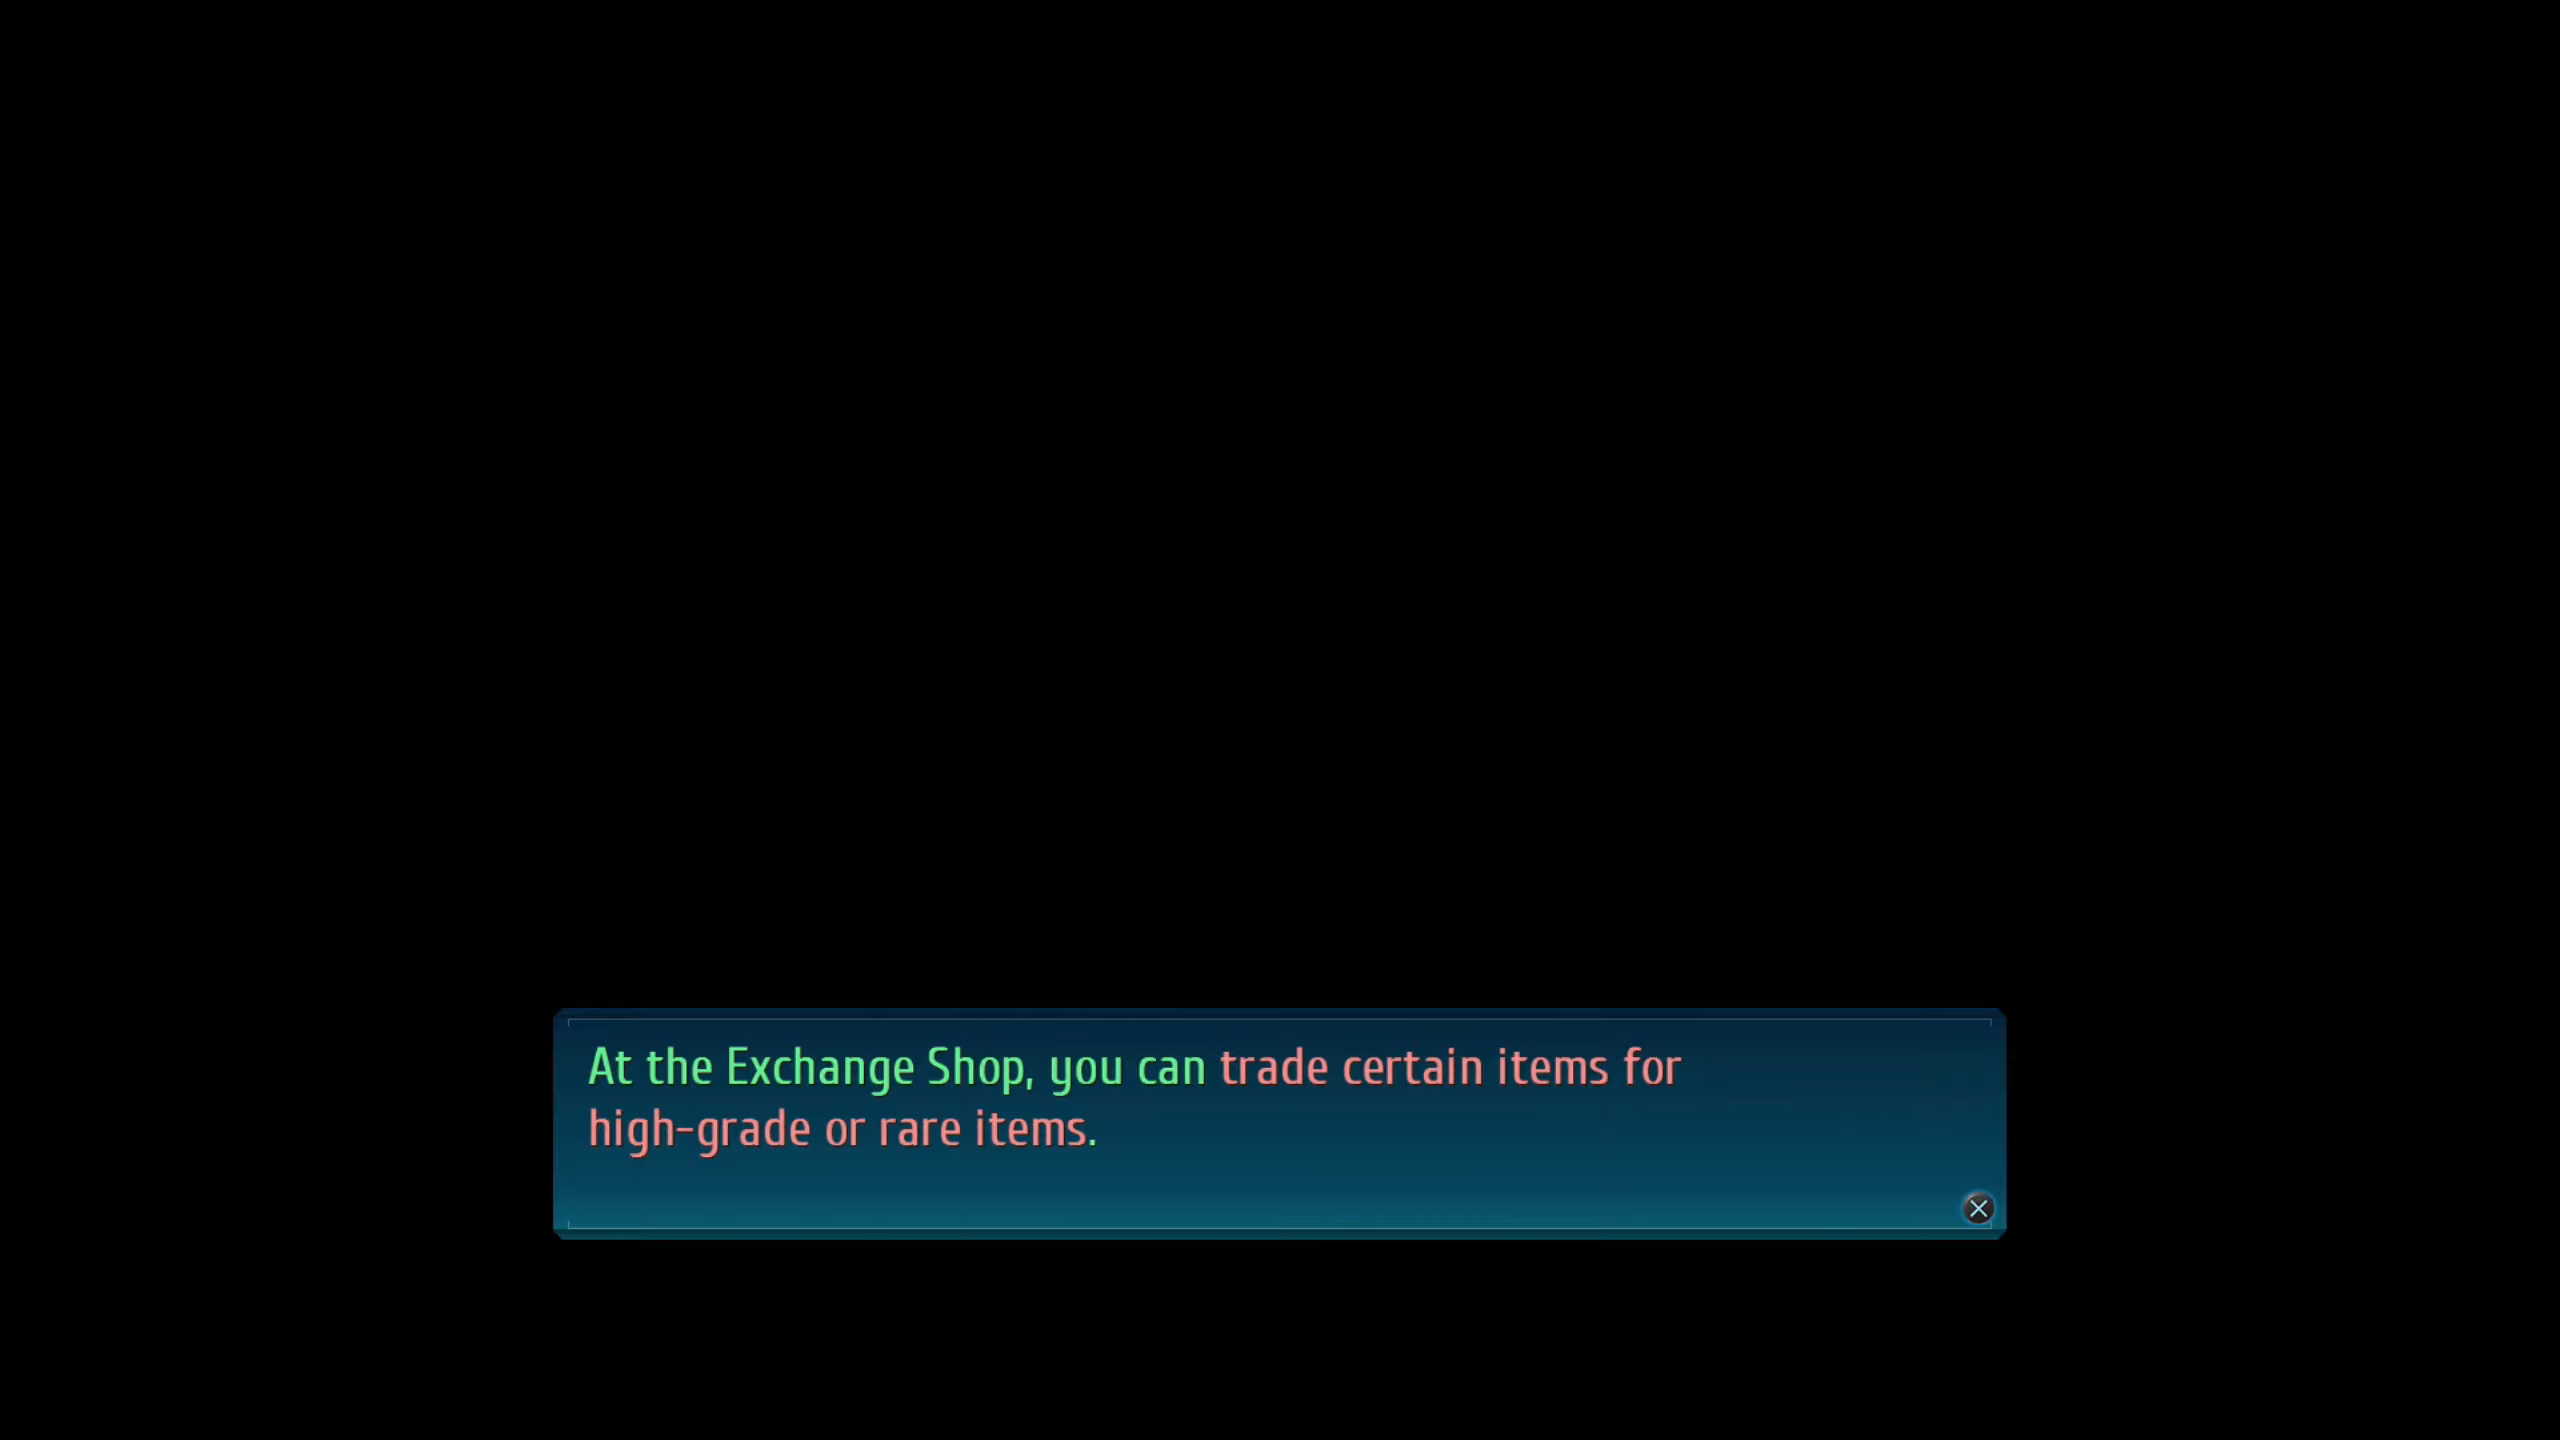 At the Exchange Shop, you can trade certain items for
high-grade or rare items.